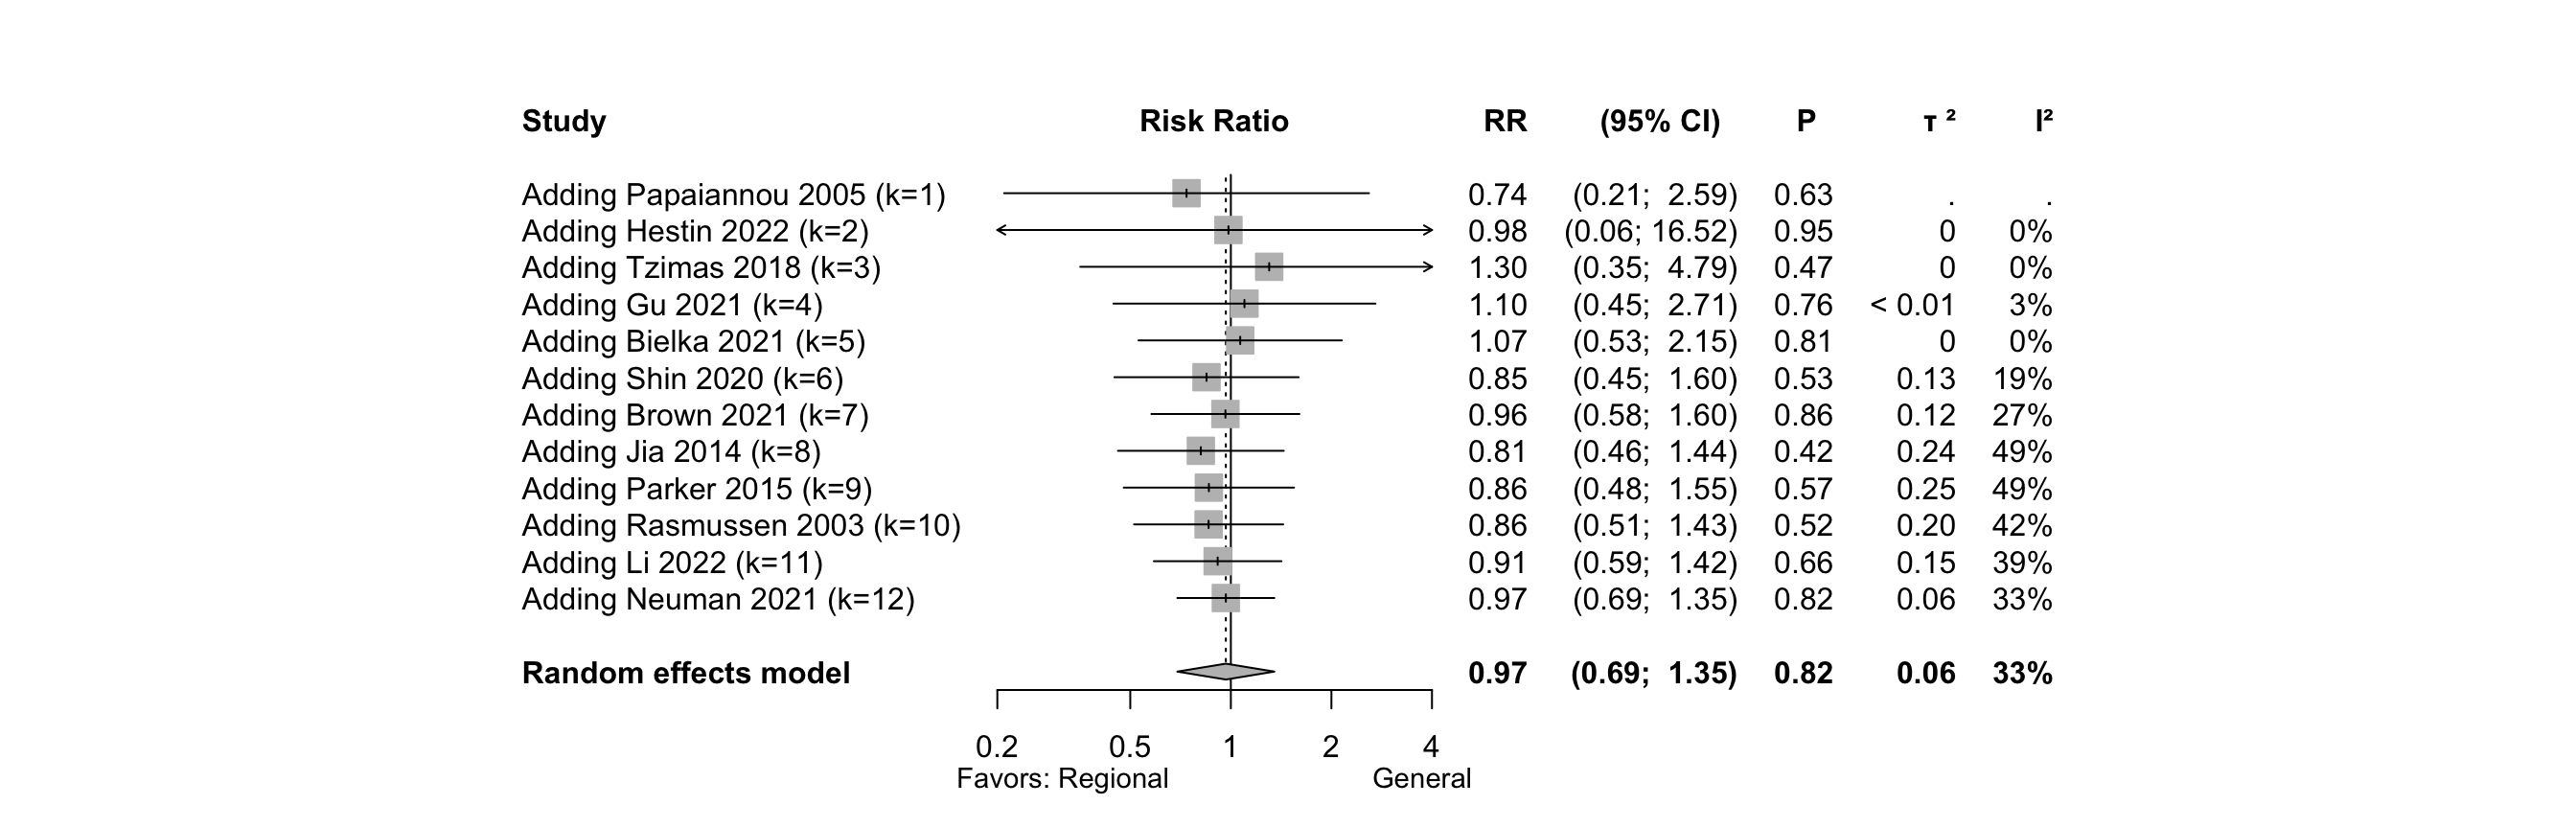 Study Risk Ratio RR (95% CI) P τ ² I²
Adding Papaiannou 2005 (k=1) 0.74 (0.21; 2.59) 0.63 . .
Adding Hestin 2022 (k=2) 0.98 (0.06; 16.52) 0.95 0 0%
Adding Tzimas 2018 (k=3) 1.30 (0.35; 4.79) 0.47 0 0%
Adding Gu 2021 (k=4) 1.10 (0.45; 2.71) 0.76 < 0.01 3%
Adding Bielka 2021 (k=5) 1.07 (0.53; 2.15) 0.81 0 0%
Adding Shin 2020 (k=6) 0.85 (0.45; 1.60) 0.53 0.13 19%
Adding Brown 2021 (k=7) 0.96 (0.58; 1.60) 0.86 0.12 27%
Adding Jia 2014 (k=8) 0.81 (0.46; 1.44) 0.42 0.24 49%
Adding Parker 2015 (k=9) 0.86 (0.48; 1.55) 0.57 0.25 49%
Adding Rasmussen 2003 (k=10) 0.86 (0.51; 1.43) 0.52 0.20 42%
Adding Li 2022 (k=11) 0.91 (0.59; 1.42) 0.66 0.15 39%
Adding Neuman 2021 (k=12) 0.97 (0.69; 1.35) 0.82 0.06 33%
Random effects model 0.97 (0.69; 1.35) 0.82 0.06 33%
0.2 0.5 1 2 4
Favors: Regional General